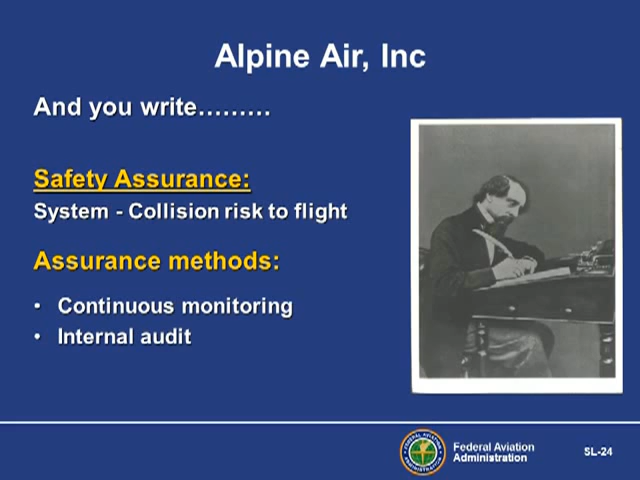 Alpine Air, Inc
And you write………
Safety Assurance:
System - Collision risk to flight
Assurance methods:
• Continuous monitoring
• Internal audit
Federal Aviation
Administration
SL-24